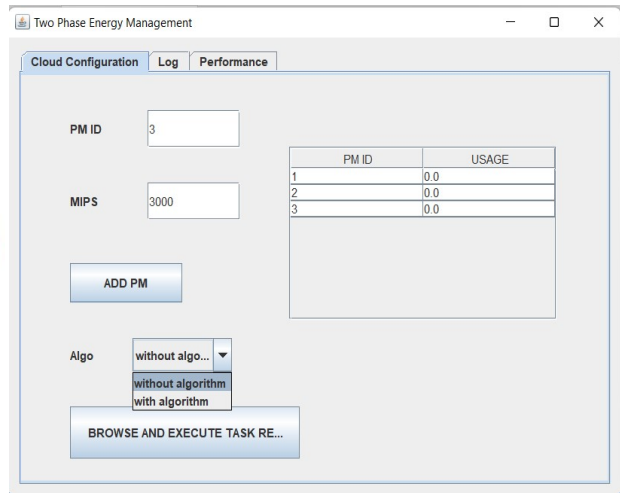 Two Phase Energy Management
Cloud Configuration Log Performance
PM ID 3
PM ID USAGE
1 0.0
2 0.0
3 0.0
MIPS 3000
ADD PM
Algo without algo...
without algorithm
with algorithm
BROWSE AND EXECUTE TASK RE...